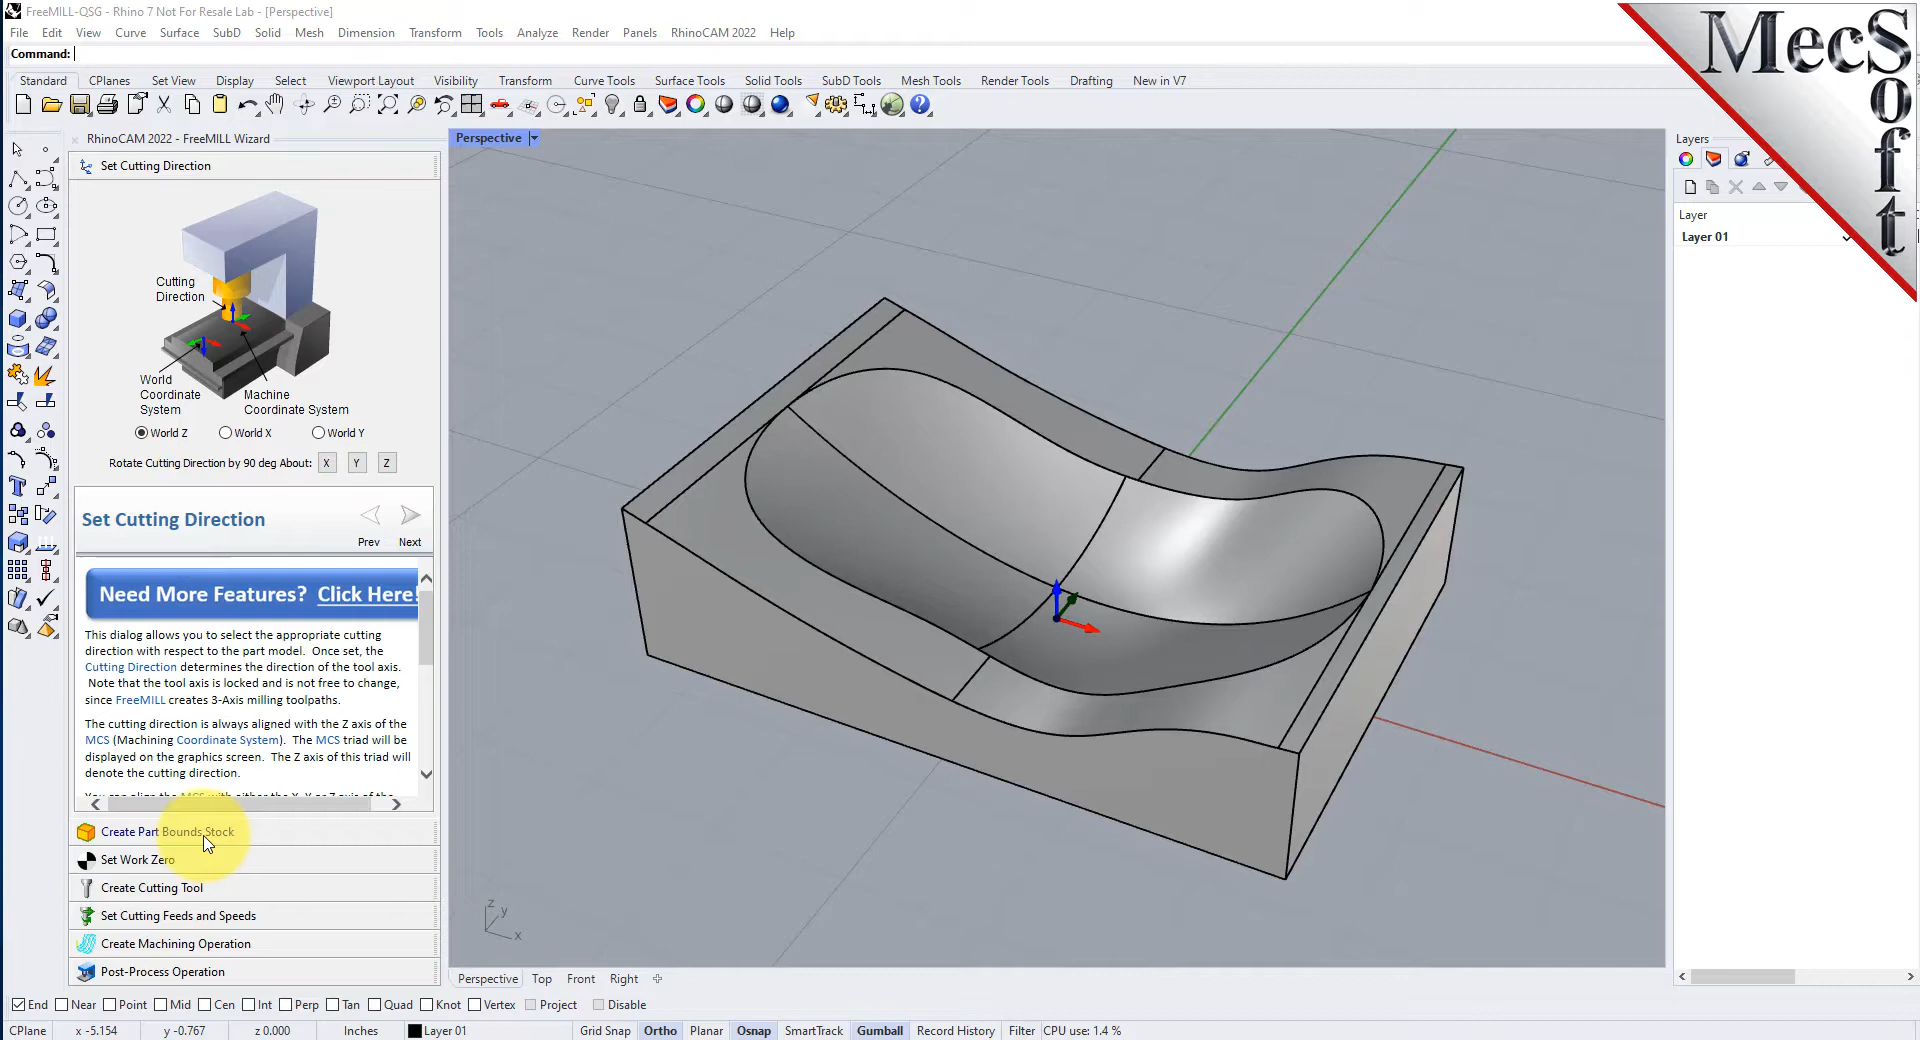 FreeMILL-QSG - Rhino 7 Not For Resale Lab - [Perspective]
File Edit View Curve Surface SubD Solid Mesh Dimension Transform Tools Analyze Render Panels RhinoCAM 2022 Help
Command:
Standard CPlanes Set View Display Select Viewport Layout Visibility Transform Curve Tools Surface Tools Solid Tools SubD Tools Mesh Tools Render Tools Drafting New in V7
MecSoft
RhinoCAM 2022 - FreeMILL Wizard
Set Cutting Direction
Cutting
Direction
World
Coordinate
System
Machine
Coordinate System
World Z World X World Y
Rotate Cutting Direction by 90 deg About: X Y Z
Set Cutting Direction
Prev Next
Need More Features? Click Here!
This dialog allows you to select the appropriate cutting
direction with respect to the part model. Once set, the
Cutting Direction determines the direction of the tool axis.
Note that the tool axis is locked and is not free to change,
since FreeMILL creates 3-Axis milling toolpaths.
The cutting direction is always aligned with the Z axis of the
MCS (Machining Coordinate System). The MCS triad will be
displayed on the graphics screen. The Z axis of this triad will
denote the cutting direction.
You can align the MCS with either the X, Y or Z axis of the
Create Part Bounds Stock
Set Work Zero
Create Cutting Tool
Set Cutting Feeds and Speeds
Create Machining Operation
Post-Process Operation
Perspective
z
y
x
Layers
Layer
Layer 01
Perspective Top Front Right
End Near Point Mid Cen Int Perp Tan Quad Knot Vertex Project Disable
CPlane x -5.154 y -0.767 z 0.000 Inches Layer 01 Grid Snap Ortho Planar Osnap SmartTrack Gumball Record History Filter CPU use: 1.4 %